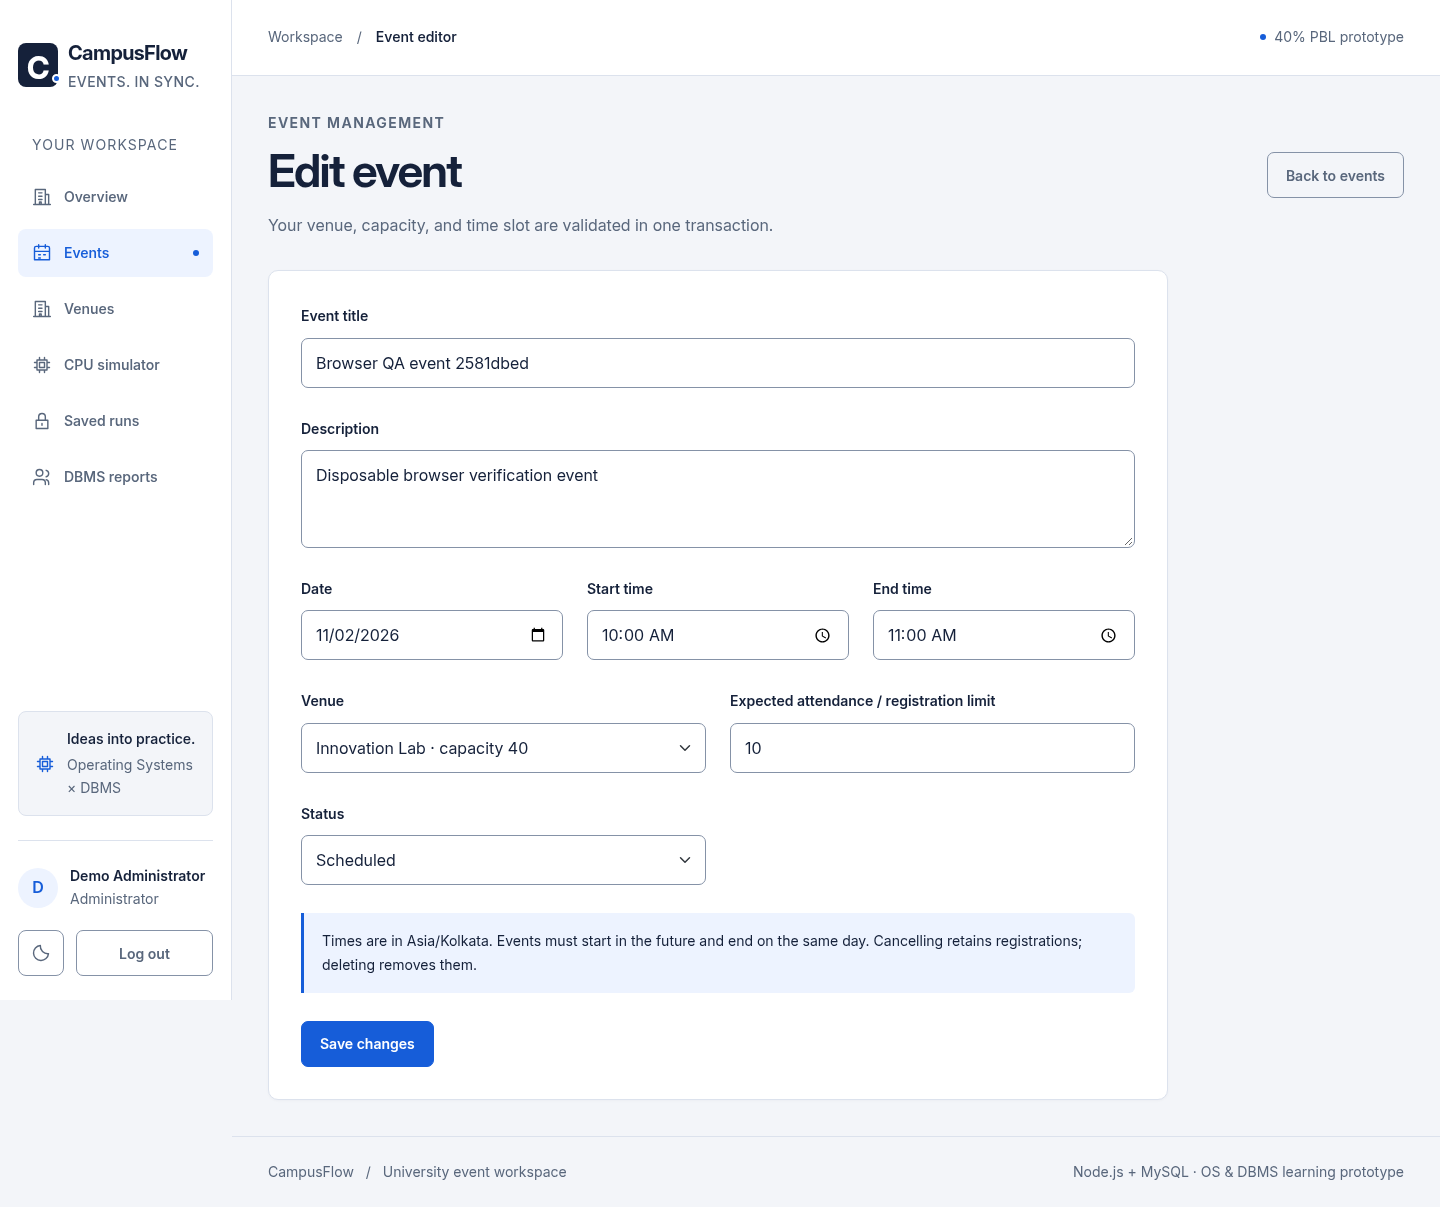 CampusFlow
EVENTS. IN SYNC.
YOUR WORKSPACE
Overview
Events
Venues
CPU simulator
Saved runs
DBMS reports
Ideas into practice.
Operating Systems
× DBMS
D
Demo Administrator
Administrator
Log out
Workspace / Event editor
40% PBL prototype
EVENT MANAGEMENT
Edit event
Back to events
Your venue, capacity, and time slot are validated in one transaction.
Event title
Browser QA event 2581dbed
Description
Disposable browser verification event
Date Start time End time
11/02/2026 10:00 AM 11:00 AM
Venue Expected attendance / registration limit
Innovation Lab · capacity 40 10
Status
Scheduled
Times are in Asia/Kolkata. Events must start in the future and end on the same day. Cancelling retains registrations;
deleting removes them.
Save changes
CampusFlow / University event workspace
Node.js + MySQL · OS & DBMS learning prototype